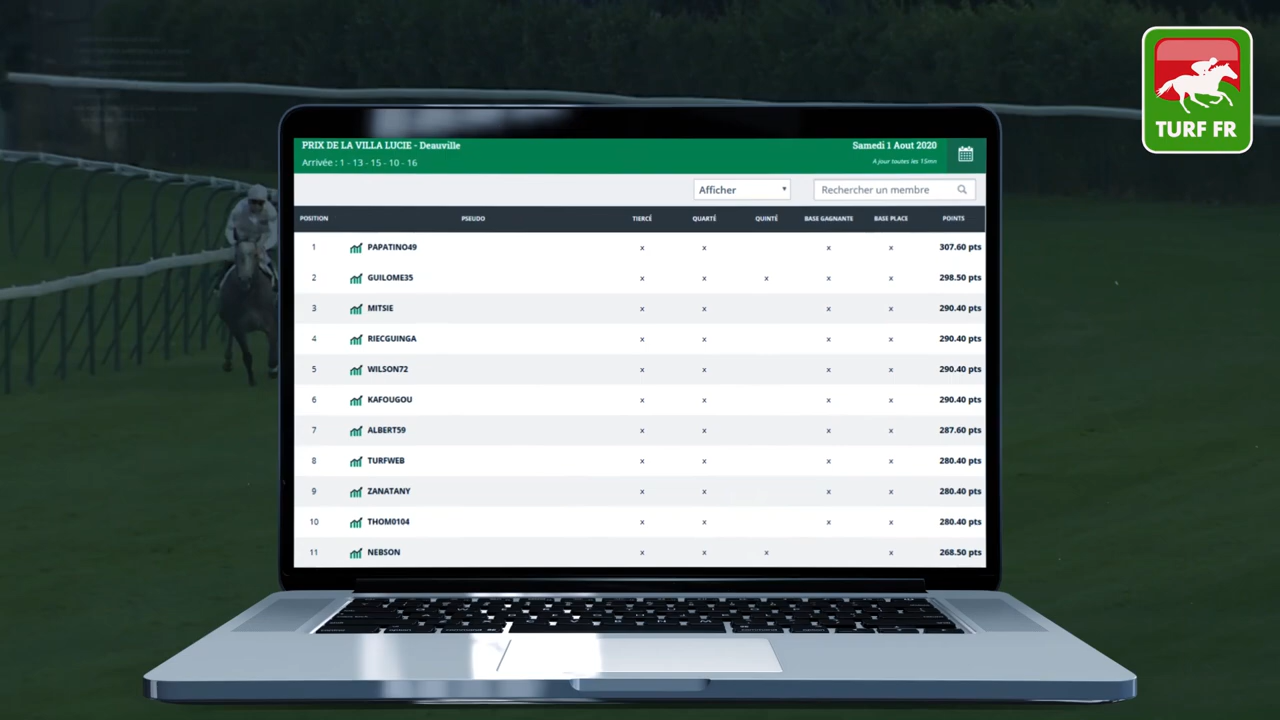 TURF FR
PRIX DE LA VILLA LUCIE - Deauville
Samedi 1 Aout 2020
Arrivée : 1 - 13 - 15 - 10 - 16
A jour toutes les 15mn
Afficher
Rechercher un membre
POSITION PSEUDO TIERCÉ QUARTÉ QUINTÉ BASE GAGNANTE BASE PLACE POINTS
1 PAPATINO49 x x x x 307.60 pts
2 GUILOME35 x x x x x 298.50 pts
3 MITSIE x x x x 290.40 pts
4 RIECGUINGA x x x x 290.40 pts
5 WILSON72 x x x x 290.40 pts
6 KAFOUGOU x x x x 290.40 pts
7 ALBERT59 x x x x 287.60 pts
8 TURFWEB x x x x 280.40 pts
9 ZANATANY x x x x 280.40 pts
10 THOM0104 x x x x 280.40 pts
11 NEBSON x x x x 268.50 pts